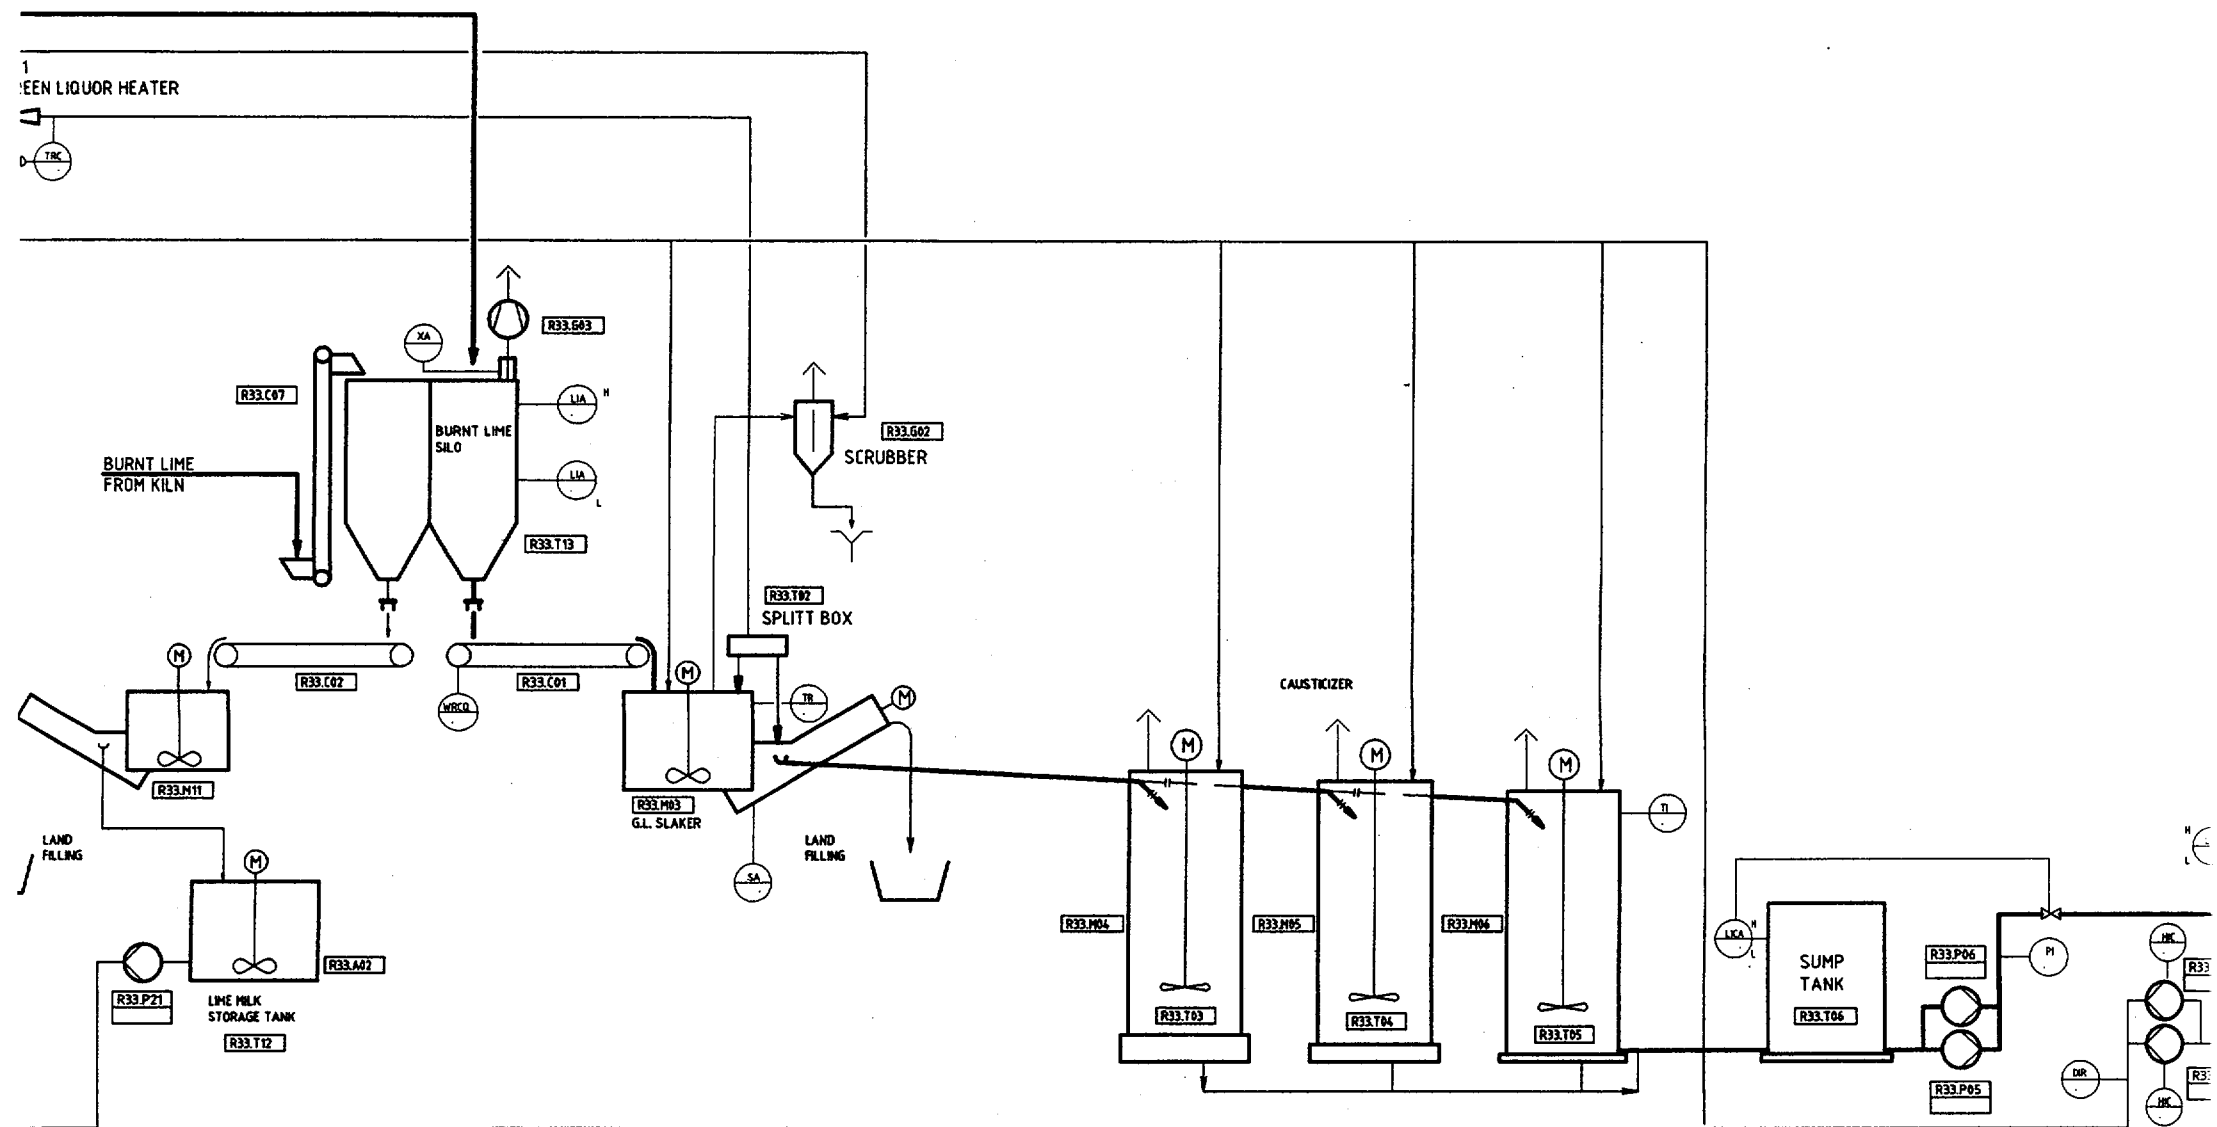 1
EEN LIQUOR HEATER
TRC
R33.G03
XA
R33.C07
LIA
H
BURNT LIME
SILO
R33.G02
SCRUBBER
BURNT LIME
FROM KILN
LIA
L
R33.T13
R33.T02
SPLITT BOX
M
R33.C02
R33.C01
M
CAUSTICIZER
WRCQ
TR
M
M
M
M
R33.M11
R33.M03
G.L. SLAKER
TI
LAND
FILLING
LAND
FILLING
M
SA
H
L
R33.M04
R33.M05
R33.M06
LICA
H
L
R33.P06
PI
HIC
R33
SUMP
TANK
R33.A02
R33.P21
LIME MILK
STORAGE TANK
R33.T03
R33.T04
R33.T06
R33.T05
R33.T12
DIR
R33.P05
R33
HIC